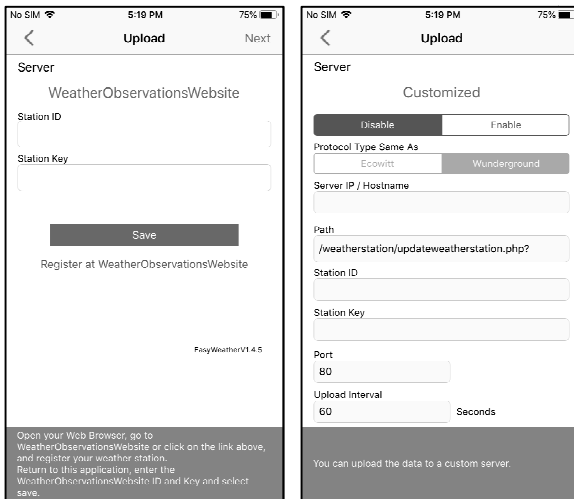 No SIM 5:19 PM 75%
Upload Next
Server
WeatherObservationsWebsite
Station ID
Station Key
Save
Register at WeatherObservationsWebsite
EasyWeatherV1.4.5
Open your Web Browser, go to
WeatherObservationsWebsite or click on the link above,
and register your weather station.
Return to this application, enter the
WeatherObservationsWebsite ID and Key and select
save.
No SIM 5:19 PM 75%
Upload
Server
Customized
Disable Enable
Protocol Type Same As
Ecowitt Wunderground
Server IP / Hostname
Path
/weatherstation/updateweatherstation.php?
Station ID
Station Key
Port
80
Upload Interval
60 Seconds
You can upload the data to a custom server.